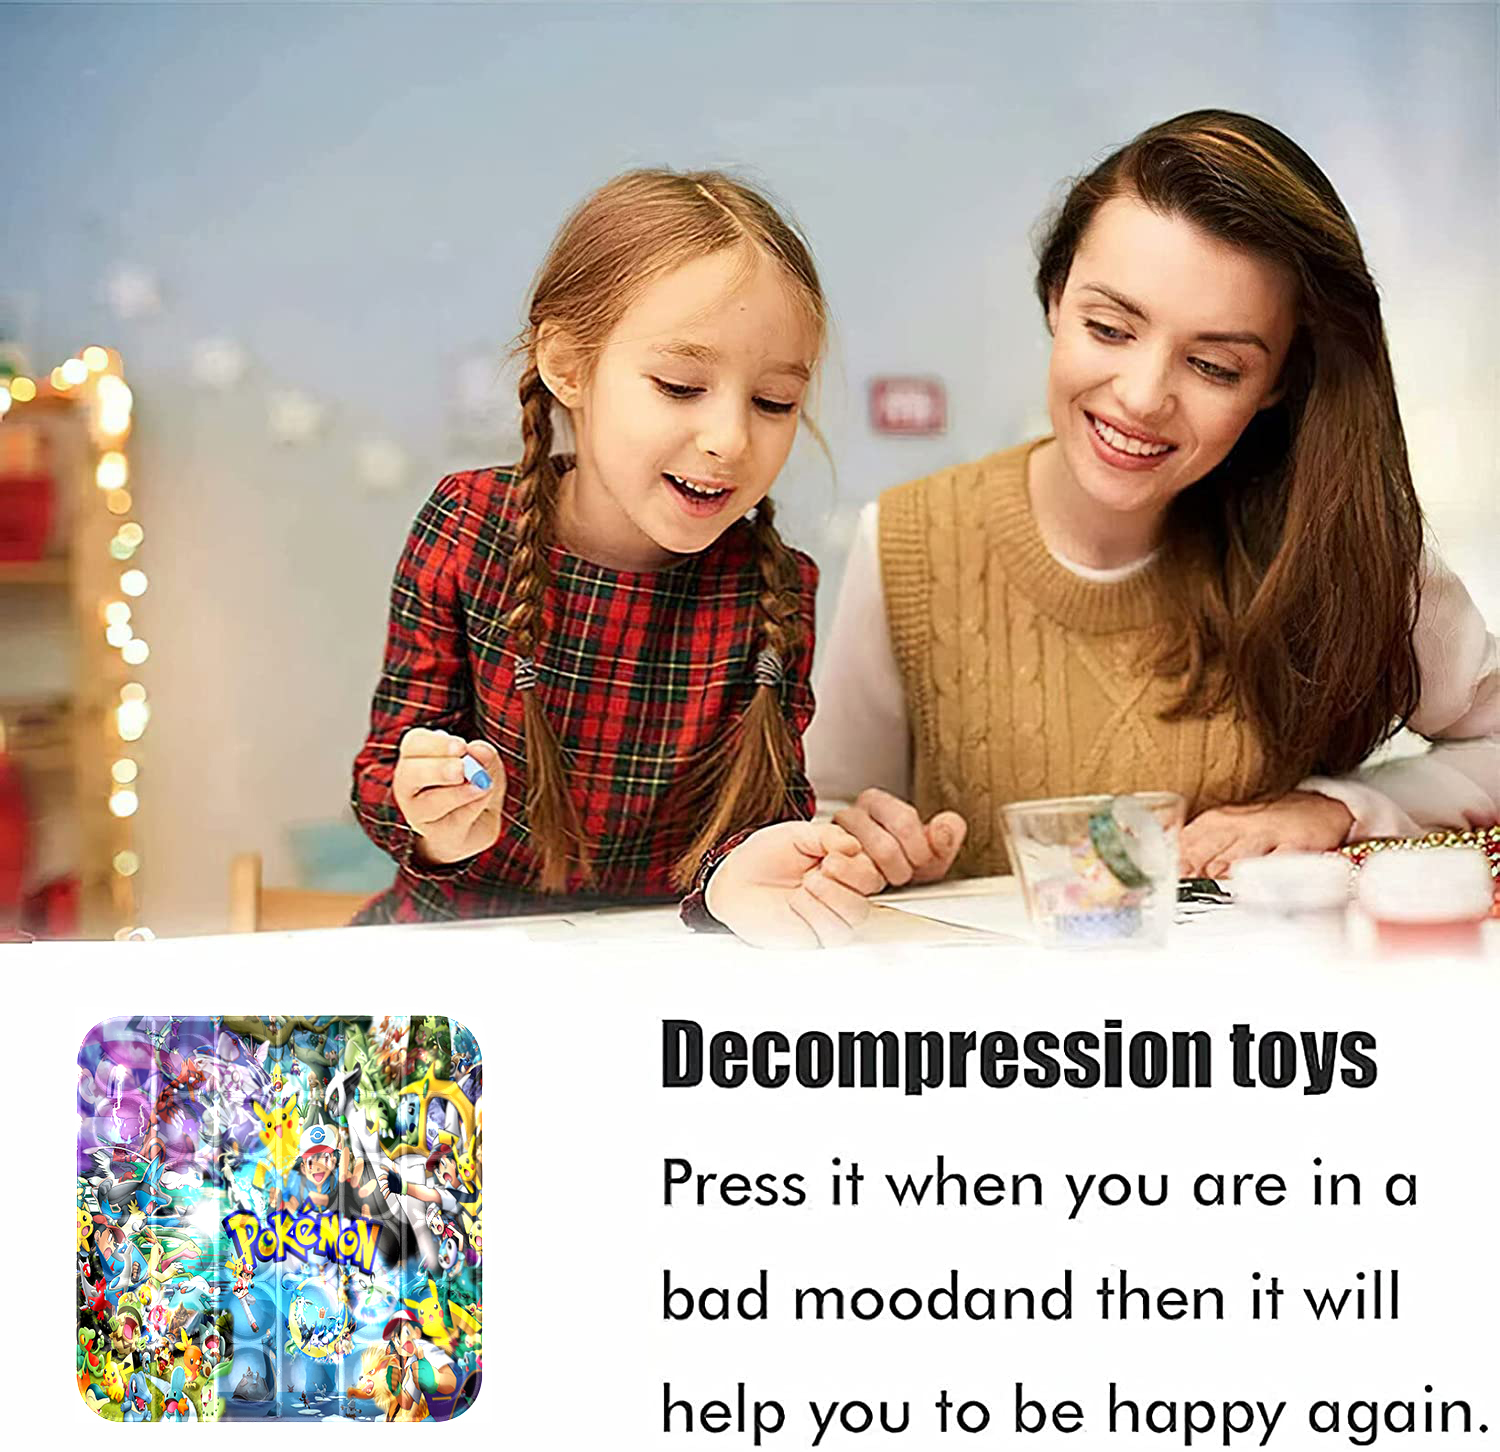 POKéMON
Decompression toys
Press it when you are in a
bad moodand then it will
help you to be happy again.